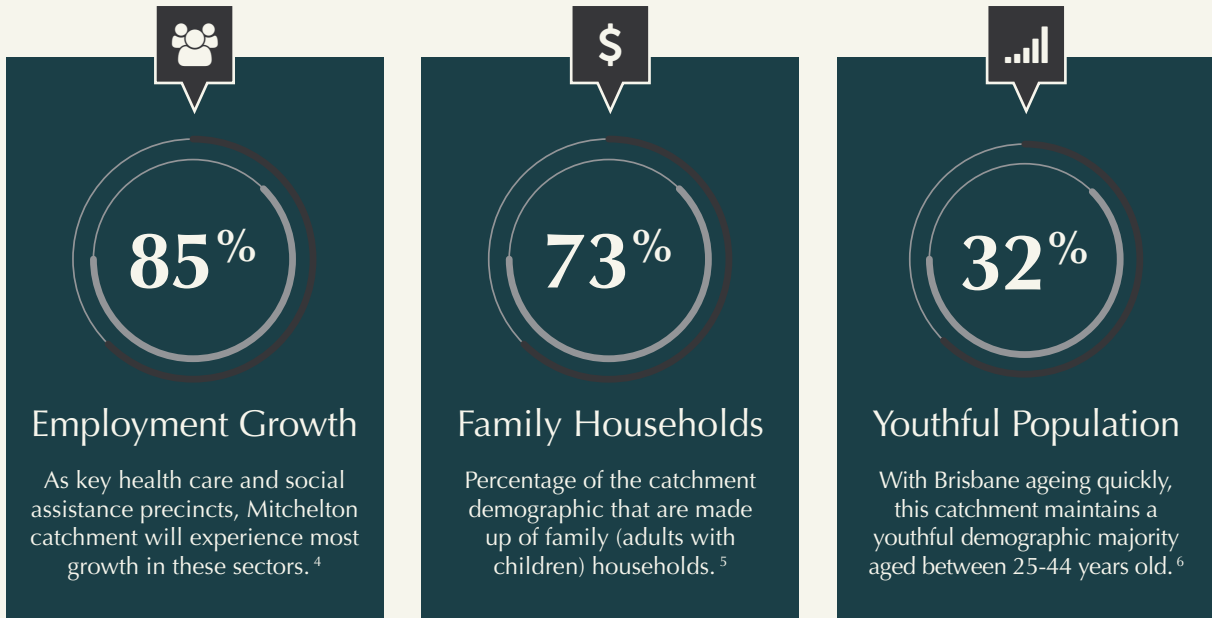 85%
Employment Growth
As key health care and social
assistance precincts, Mitchelton
catchment will experience most
growth in these sectors. 4
$
73%
Family Households
Percentage of the catchment
demographic that are made
up of family (adults with
children) households. 5
32%
Youthful Population
With Brisbane ageing quickly,
this catchment maintains a
youthful demographic majority
aged between 25-44 years old. 6